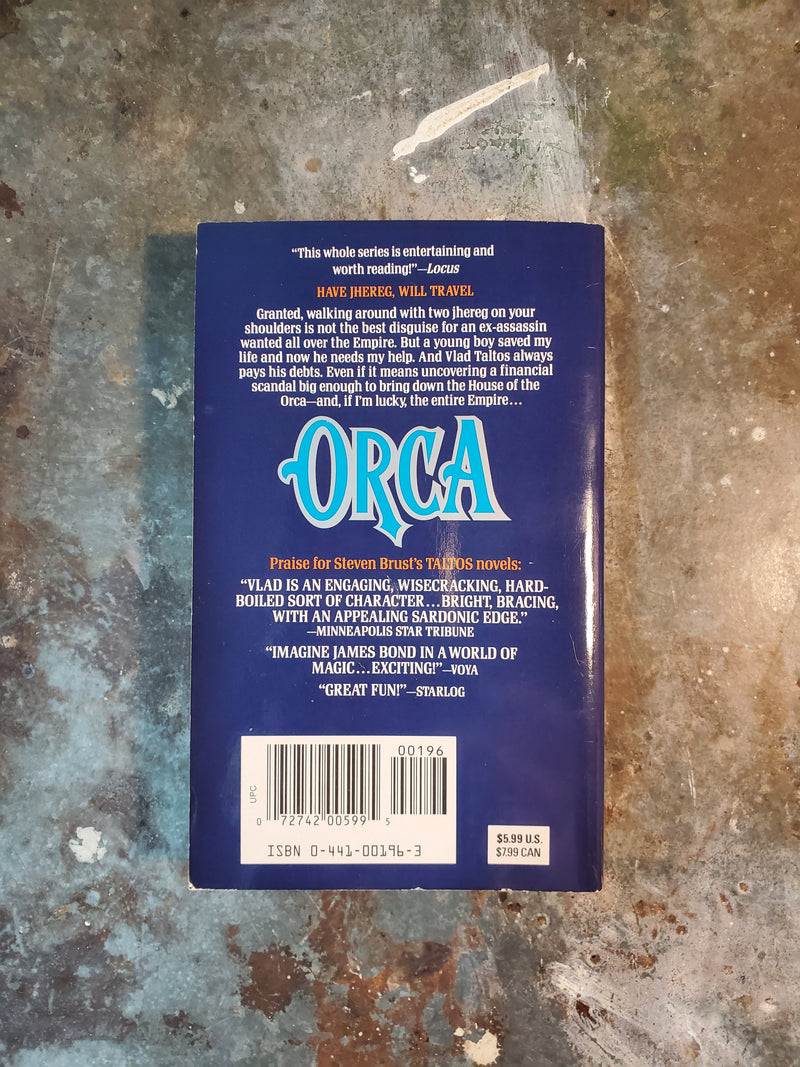 “This whole series is entertaining and
worth reading!”—Locus
HAVE JHEREG, WILL TRAVEL
Granted, walking around with two jhereg on your
shoulders is not the best disguise for an ex-assassin
wanted all over the Empire. But a young boy saved my
life and now he needs my help. And Vlad Taltos always
pays his debts. Even if it means uncovering a financial
scandal big enough to bring down the House of the
Orca—and, if I’m lucky, the entire Empire...
ORCA
Praise for Steven Brust’s TALTOS novels:
“VLAD IS AN ENGAGING, WISECRACKING, HARD-
BOILED SORT OF CHARACTER...BRIGHT, BRACING,
WITH AN APPEALING SARDONIC EDGE.”
—MINNEAPOLIS STAR TRIBUNE
“IMAGINE JAMES BOND IN A WORLD OF
MAGIC...EXCITING!”—VOYA
“GREAT FUN!”—STARLOG
00196
UPC
0 72742 00599 5
ISBN 0-441-00196-3
$5.99 U.S.
$7.99 CAN